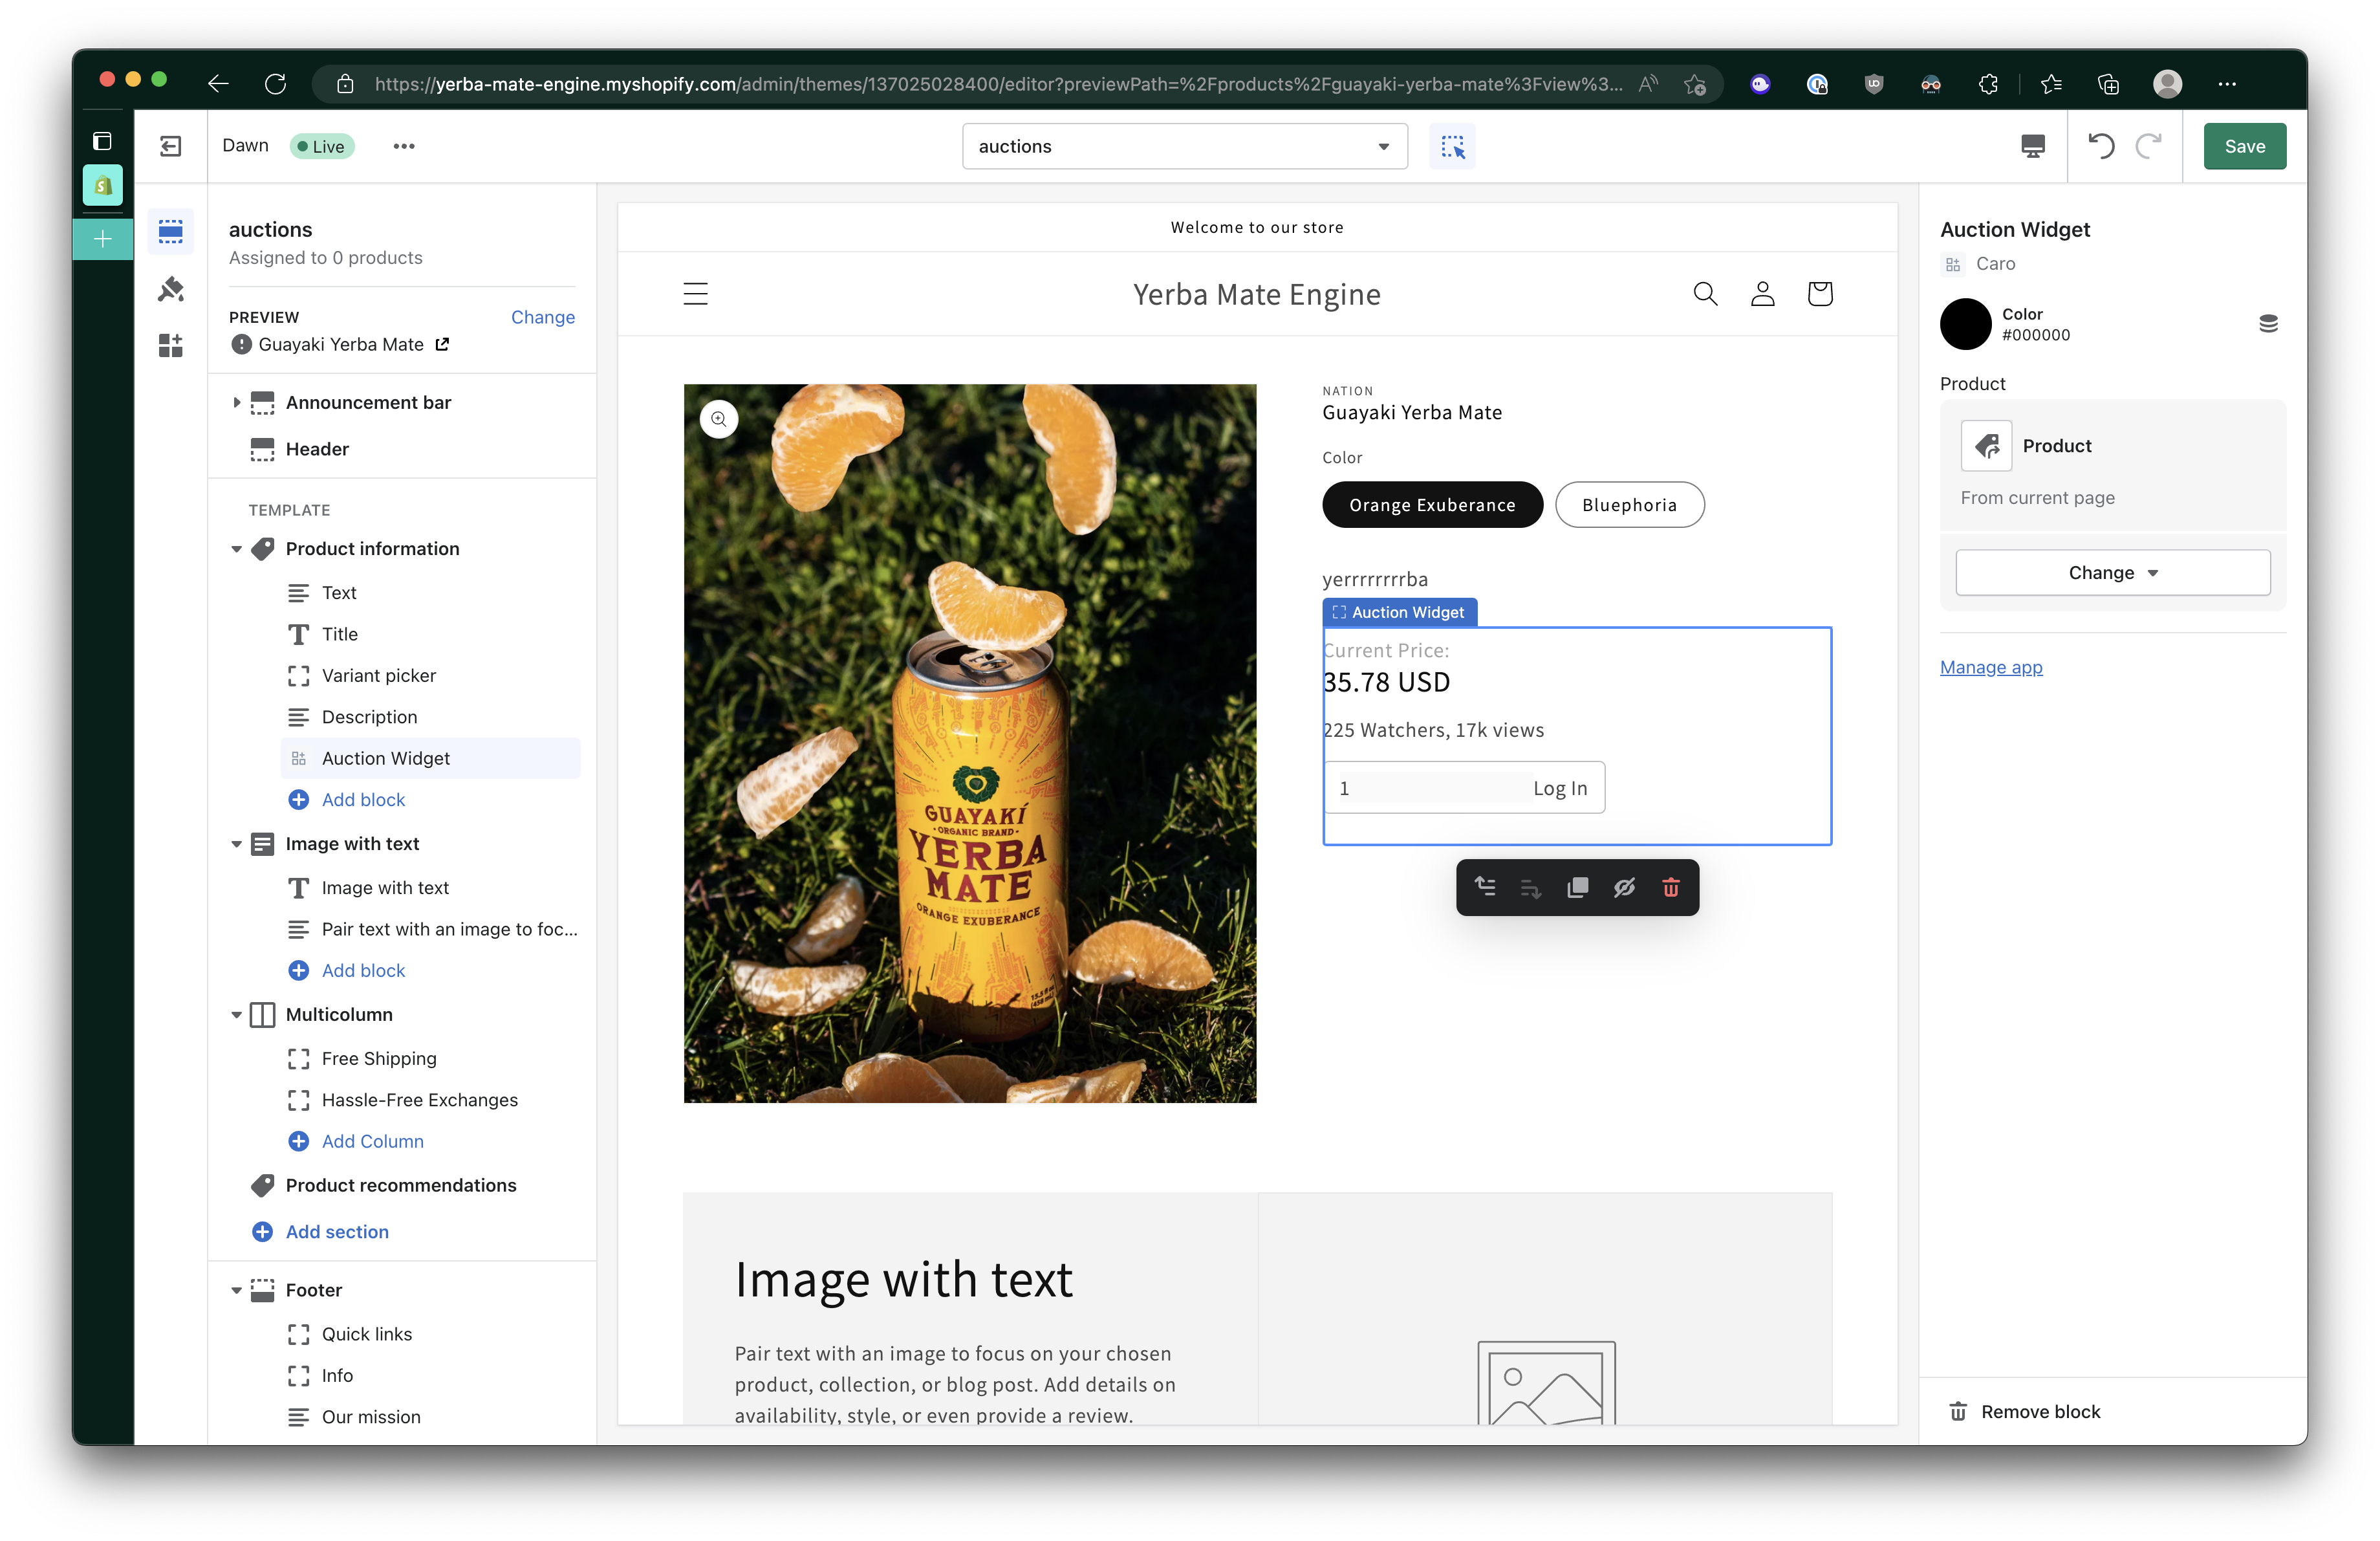 https://yerba-mate-engine.myshopify.com/admin/themes/137025028400/editor?previewPath=%2Fproducts%2Fguayaki-yerba-mate%3Fview%3...
Dawn
Live
auctions
Save
auctions
Assigned to 0 products
PREVIEW
Change
Guayaki Yerba Mate
Announcement bar
Header
TEMPLATE
Product information
Text
Title
Variant picker
Description
Auction Widget
Add block
Image with text
Image with text
Pair text with an image to foc...
Add block
Multicolumn
Free Shipping
Hassle-Free Exchanges
Add Column
Product recommendations
Add section
Footer
Quick links
Info
Our mission
Welcome to our store
Yerba Mate Engine
GUAYAKÍ
• ORGANIC BRAND •
YERBA
MATE
ORANGE EXUBERANCE
NATION
Guayaki Yerba Mate
Color
Orange Exuberance
Bluephoria
yerrrrrrrrba
Auction Widget
Current Price:
35.78 USD
225 Watchers, 17k views
1
Log In
Image with text
Pair text with an image to focus on your chosen
product, collection, or blog post. Add details on
availability, style, or even provide a review.
Auction Widget
Caro
Color
#000000
Product
Product
From current page
Change
Manage app
Remove block